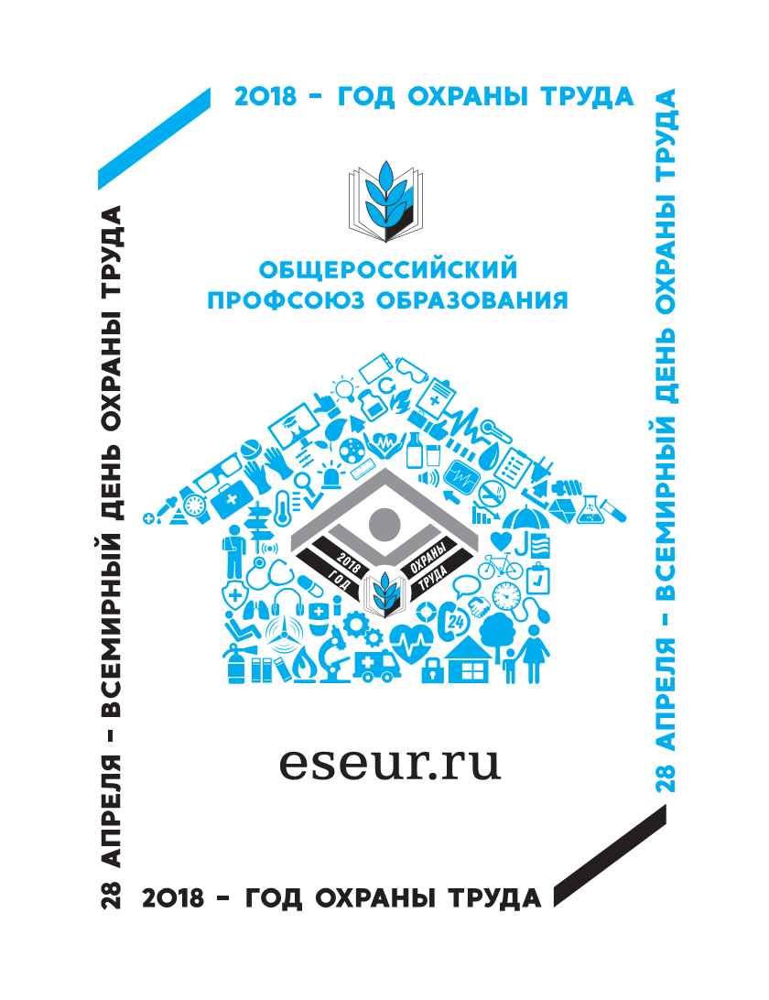 2018 - ГОД ОХРАНЫ ТРУДА
28 АПРЕЛЯ - ВСЕМИРНЫЙ ДЕНЬ ОХРАНЫ ТРУДА
ОБЩЕРОССИЙСКИЙ
ПРОФСОЮЗ ОБРАЗОВАНИЯ
24
2018
ГОД
ОХРАНЫ
ТРУДА
eseur.ru
28 АПРЕЛЯ - ВСЕМИРНЫЙ ДЕНЬ ОХРАНЫ ТРУДА
2018 - ГОД ОХРАНЫ ТРУДА